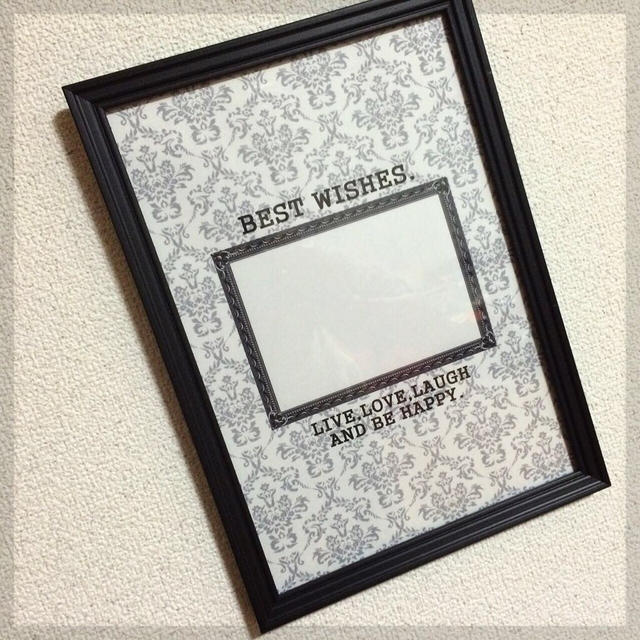 BEST WISHES.
LIVE.LOVE.LAUGH
AND BE HAPPY.